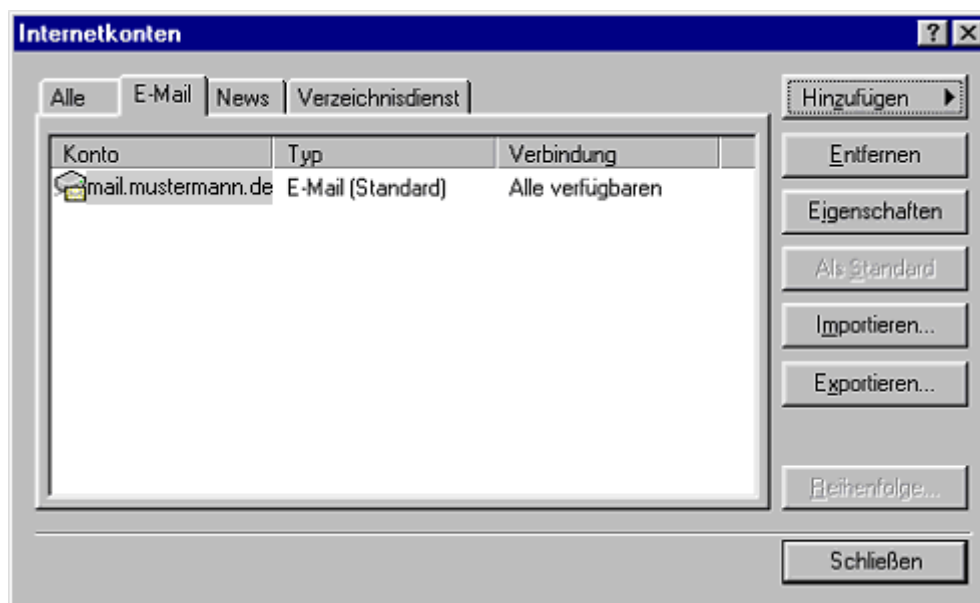 Internetkonten
Alle E-Mail News Verzeichnisdienst
Konto Typ Verbindung
mail.mustermann.de E-Mail (Standard) Alle verfügbaren
Hinzufügen
Entfernen
Eigenschaften
Als Standard
Importieren...
Exportieren...
Reihenfolge...
Schließen